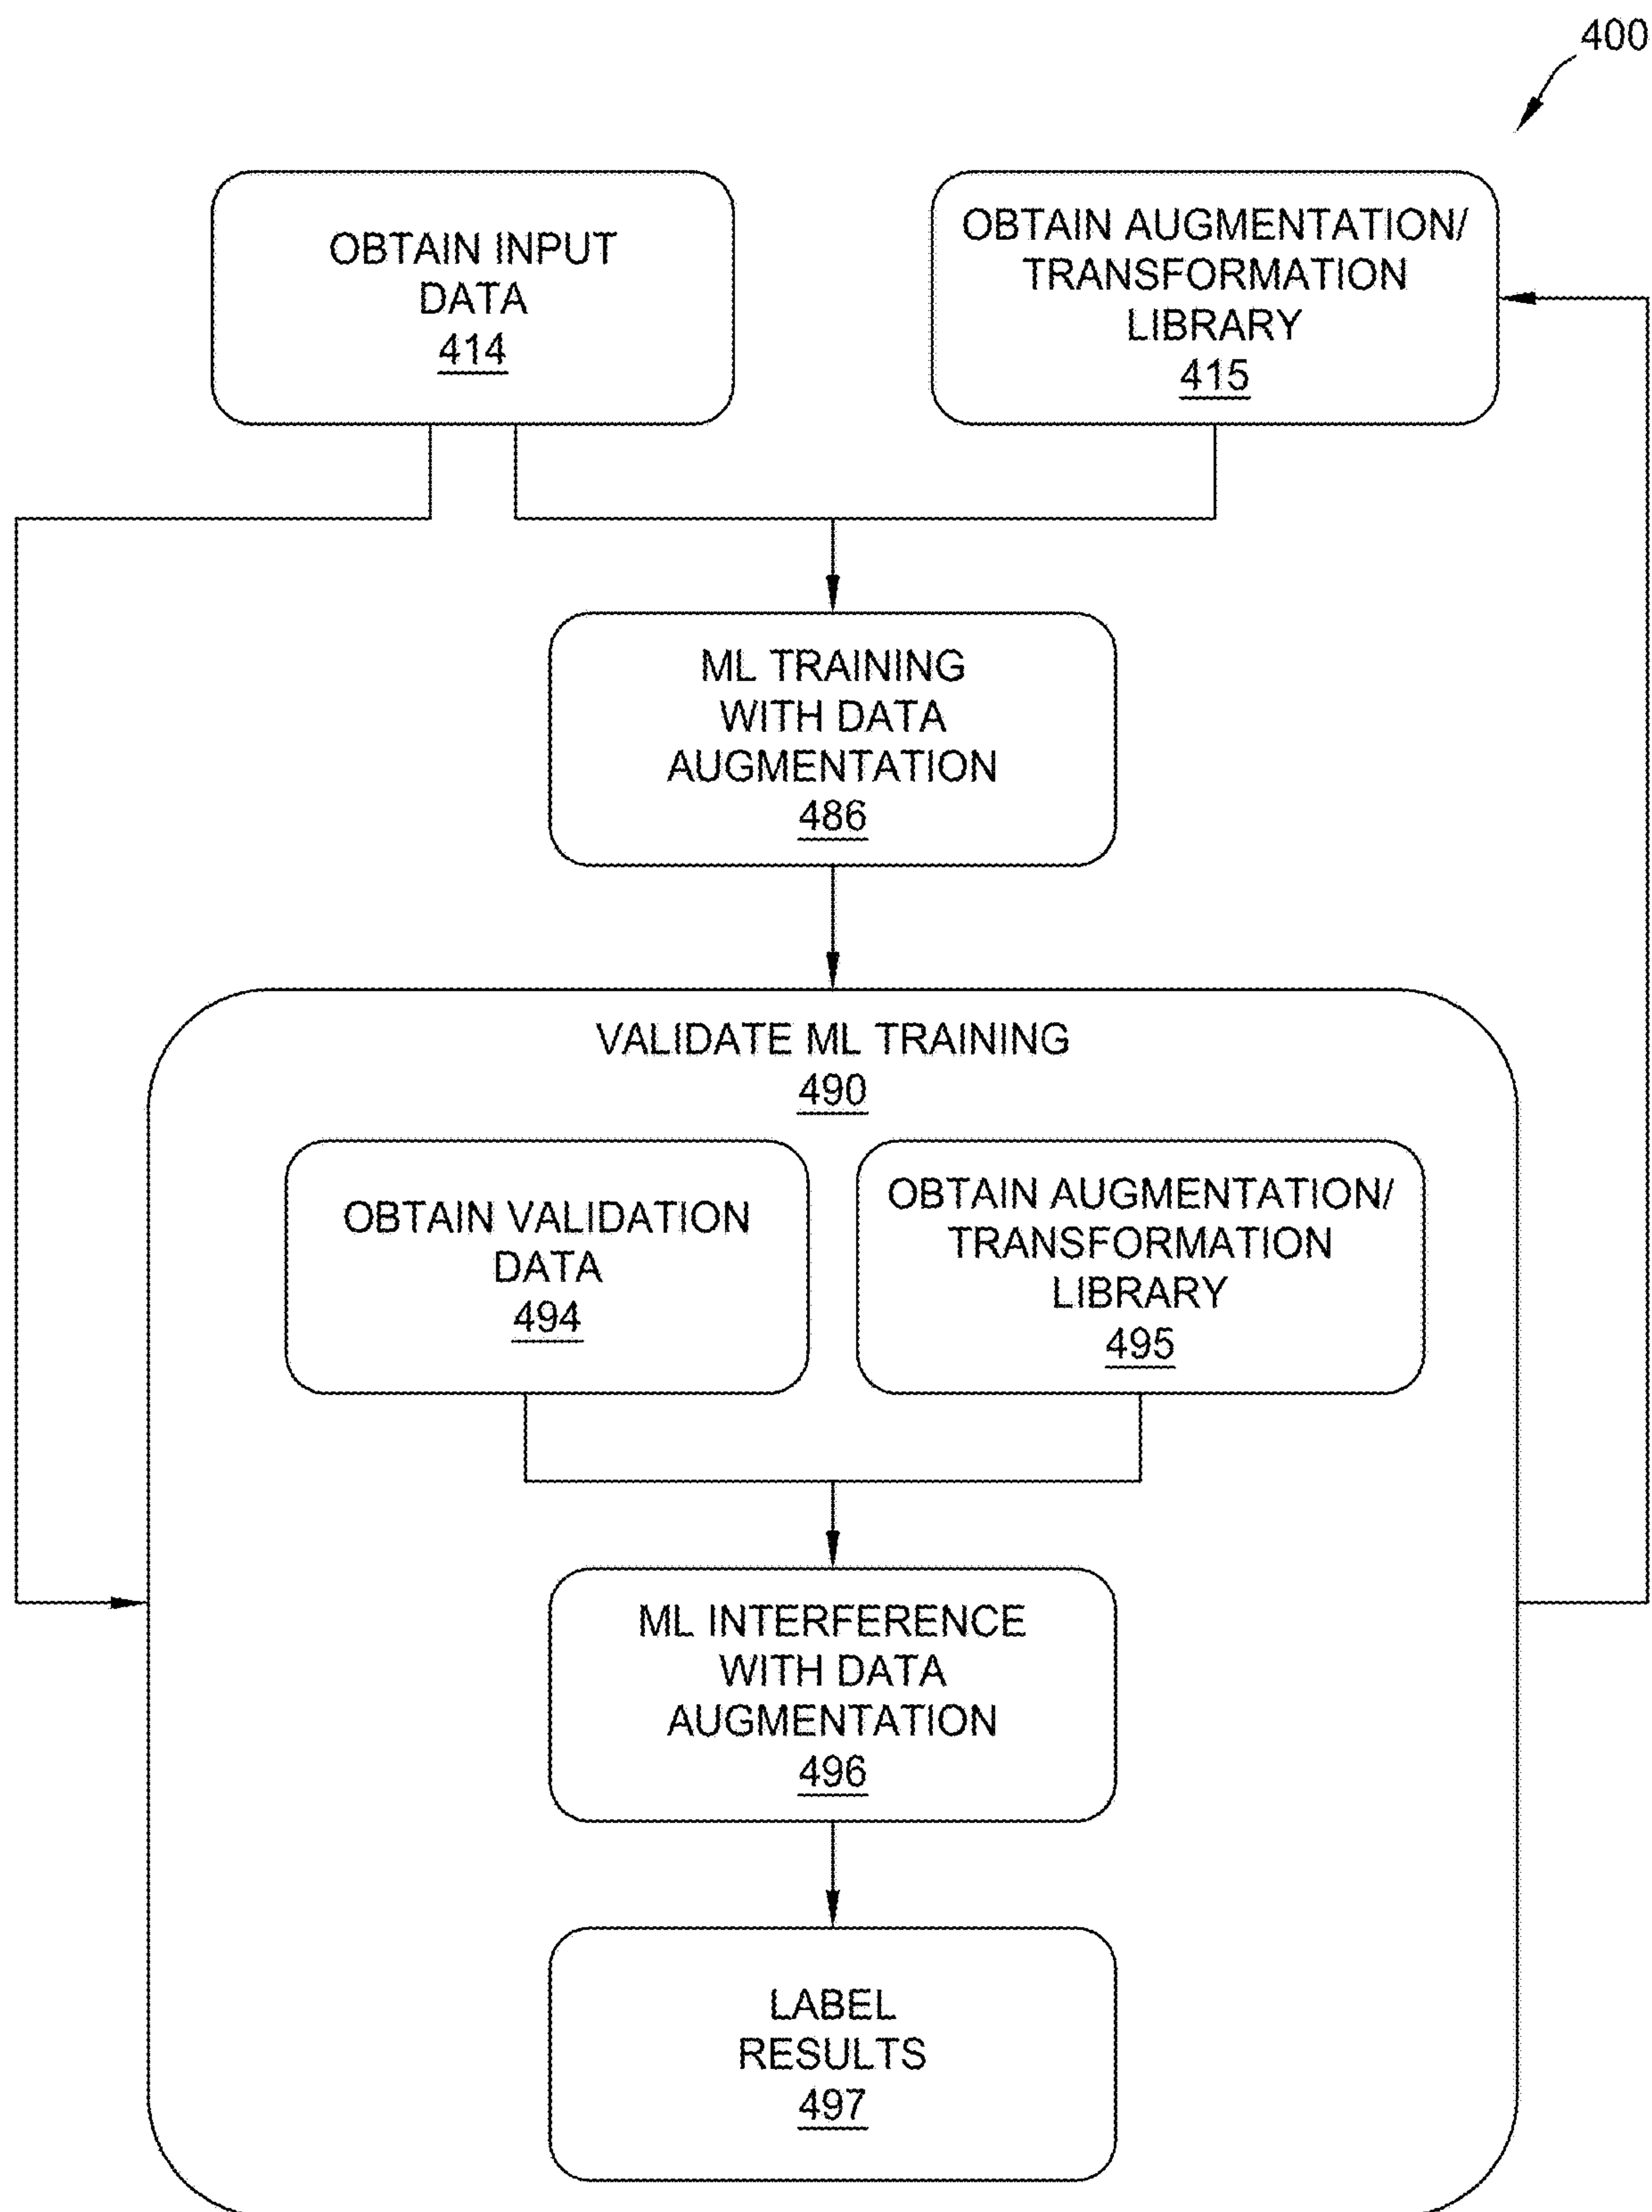 400
OBTAIN INPUT
DATA
414
OBTAIN AUGMENTATION/
TRANSFORMATION
LIBRARY
415
ML TRAINING
WITH DATA
AUGMENTATION
486
VALIDATE ML TRAINING
490
OBTAIN VALIDATION
DATA
494
OBTAIN AUGMENTATION/
TRANSFORMATION
LIBRARY
495
ML INTERFERENCE
WITH DATA
AUGMENTATION
496
LABEL
RESULTS
497